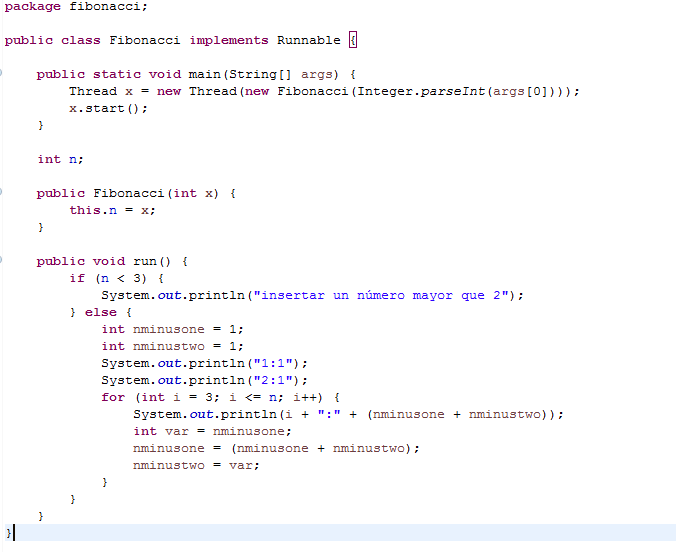 package fibonacci;
public class Fibonacci implements Runnable {
public static void main(String[] args) {
Thread x = new Thread(new Fibonacci(Integer.parseInt(args[0])));
x.start();
}
int n;
public Fibonacci(int x) {
this.n = x;
}
public void run() {
if (n < 3) {
System.out.println("insertar un número mayor que 2");
} else {
int nminusone = 1;
int nminustwo = 1;
System.out.println("1:1");
System.out.println("2:1");
for (int i = 3; i <= n; i++) {
System.out.println(i + ":" + (nminusone + nminustwo));
int var = nminusone;
nminusone = (nminusone + nminustwo);
nminustwo = var;
}
}
}
}